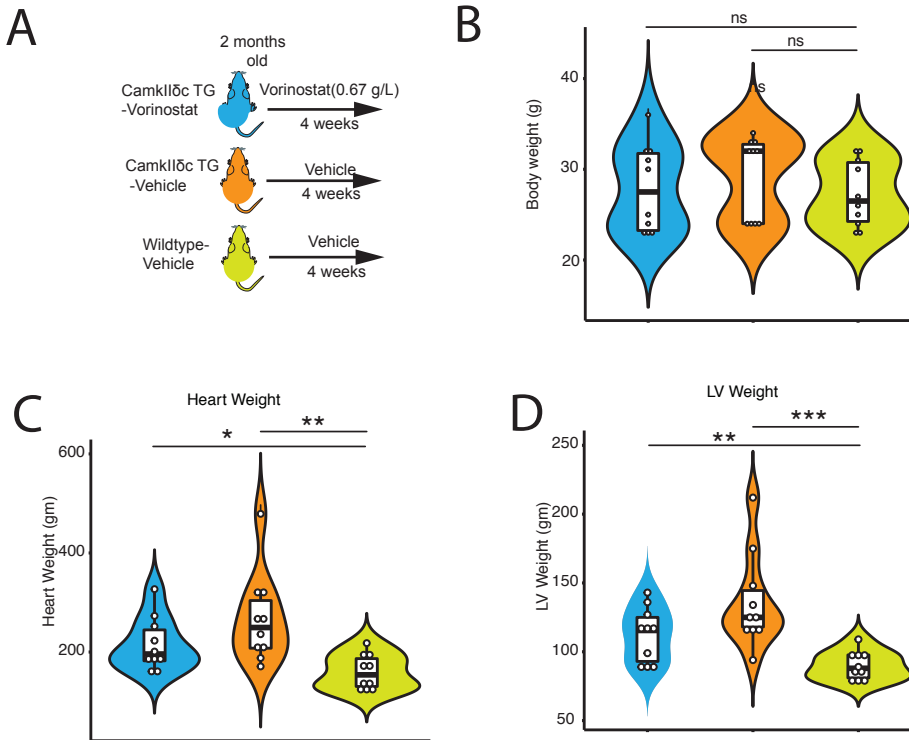 A
2 months
old
CamkIIδc TG
-Vorinostat
Vorinostat(0.67 g/L)
4 weeks
CamkIIδc TG
-Vehicle
Vehicle
4 weeks
Wildtype-
Vehicle
Vehicle
4 weeks
B
ns
ns
Body weight (g)
40
30
20
C
Heart Weight
*
**
Heart Weight (gm)
600
400
200
D
LV Weight
***
**
LV Weight (gm)
250
200
150
100
50